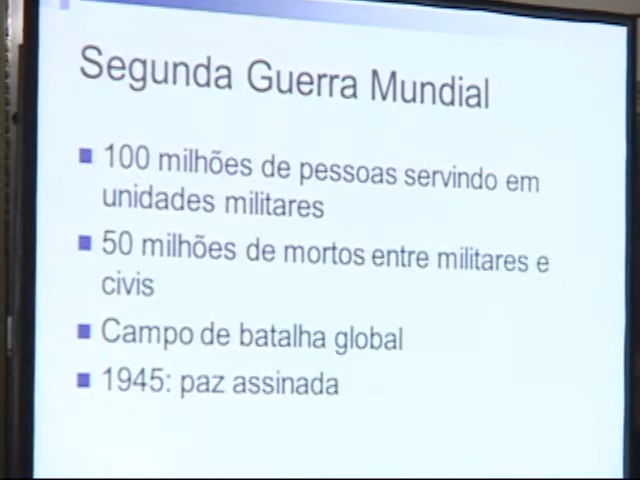 Segunda Guerra Mundial
100 milhões de pessoas servindo em
unidades militares
50 milhões de mortos entre militares e
civis
Campo de batalha global
1945: paz assinada